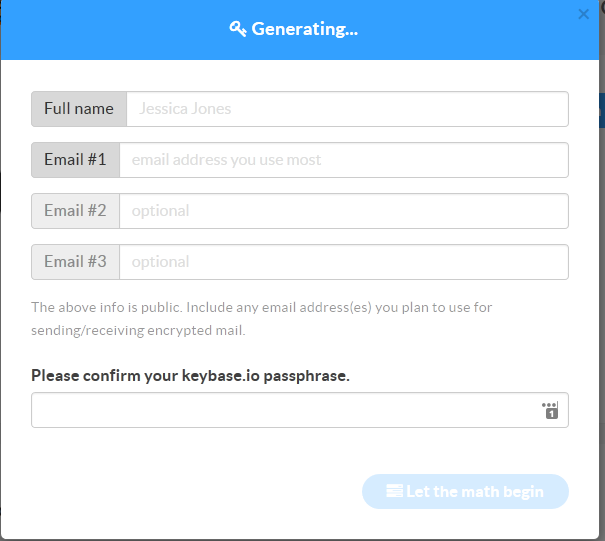 Generating...
Full name Jessica Jones
Email #1 email address you use most
Email #2 optional
Email #3 optional
The above info is public. Include any email address(es) you plan to use for
sending/receiving encrypted mail.
Please confirm your keybase.io passphrase.
1
Let the math begin